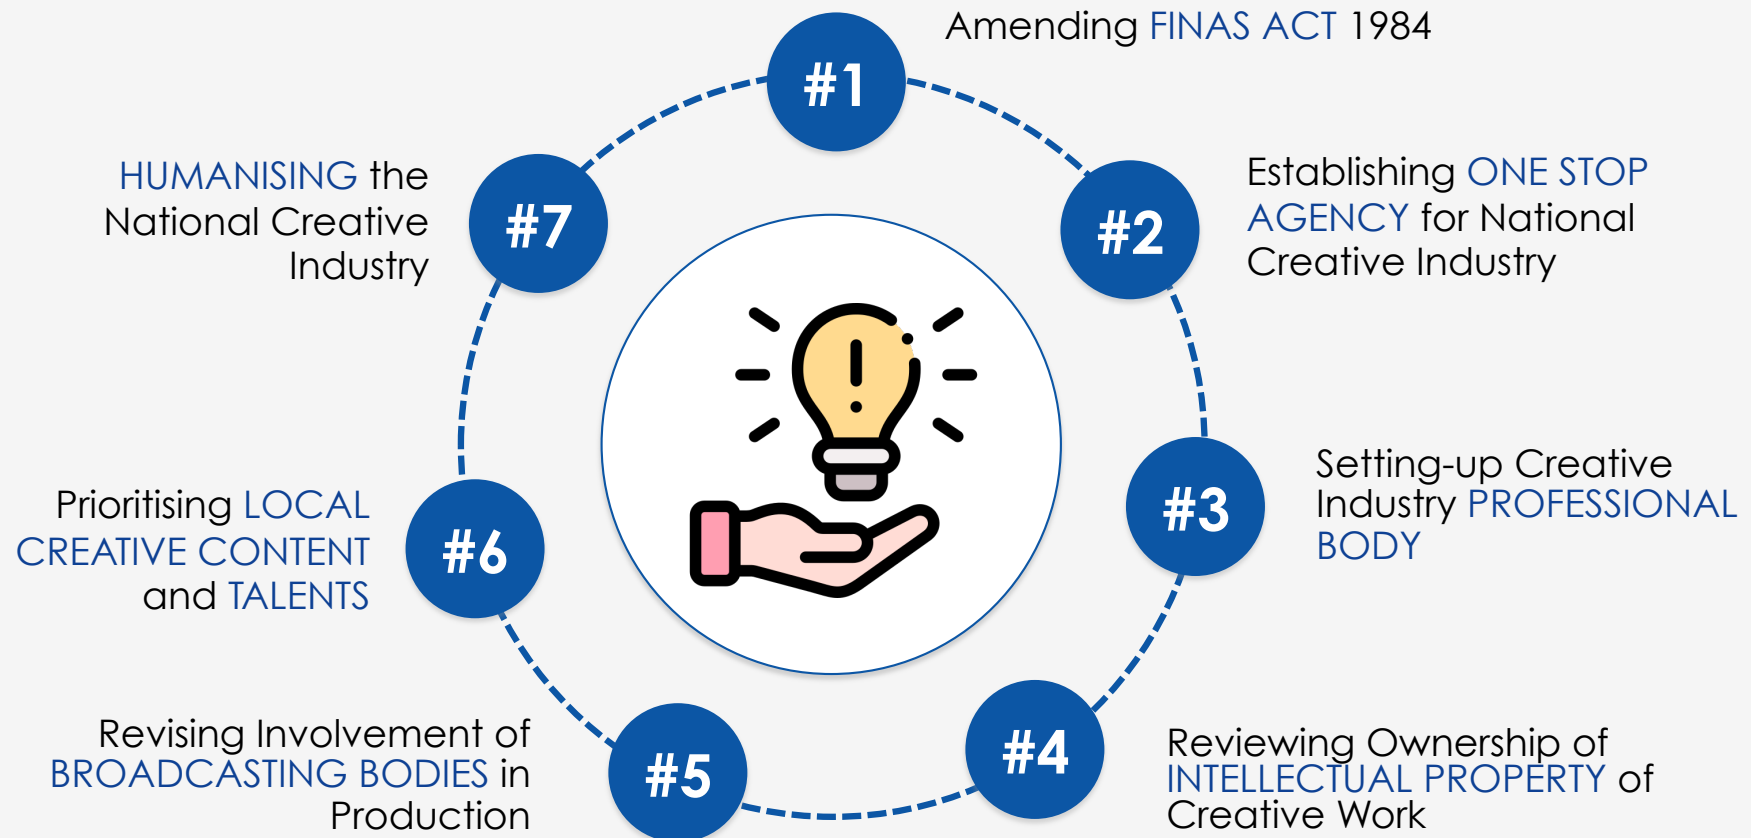 #1
Amending FINAS ACT 1984
#2
Establishing ONE STOP
AGENCY for National
Creative Industry
#3
Setting-up Creative
Industry PROFESSIONAL
BODY
#4
Reviewing Ownership of
INTELLECTUAL PROPERTY of
Creative Work
#5
Revising Involvement of
BROADCASTING BODIES in
Production
#6
Prioritising LOCAL
CREATIVE CONTENT
and TALENTS
#7
HUMANISING the
National Creative
Industry